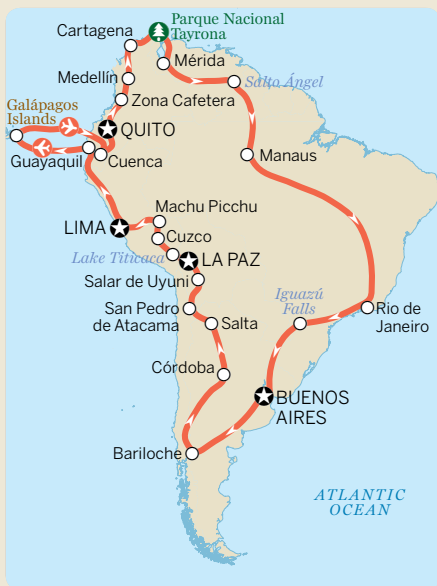 Parque Nacional
Tayrona
Cartagena
Mérida
Medellín
Salto Ángel
Zona Cafetera
Galápagos
Islands
QUITO
Guayaquil
Cuenca
Manaus
Machu Picchu
LIMA
Cuzco
Lake Titicaca
LA PAZ
Salar de Uyuni
Iguazú
Falls
San Pedro
de Atacama
Salta
Rio de
Janeiro
Córdoba
BUENOS
AIRES
Bariloche
ATLANTIC
OCEAN